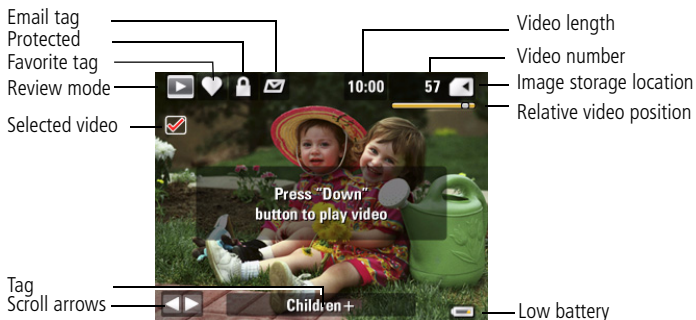 Email tag
Protected
Favorite tag
Review mode
Selected video
Tag
Scroll arrows
Video length
Video number
Image storage location
Relative video position
Low battery
10:00
57
Press “Down”
button to play video
Children+